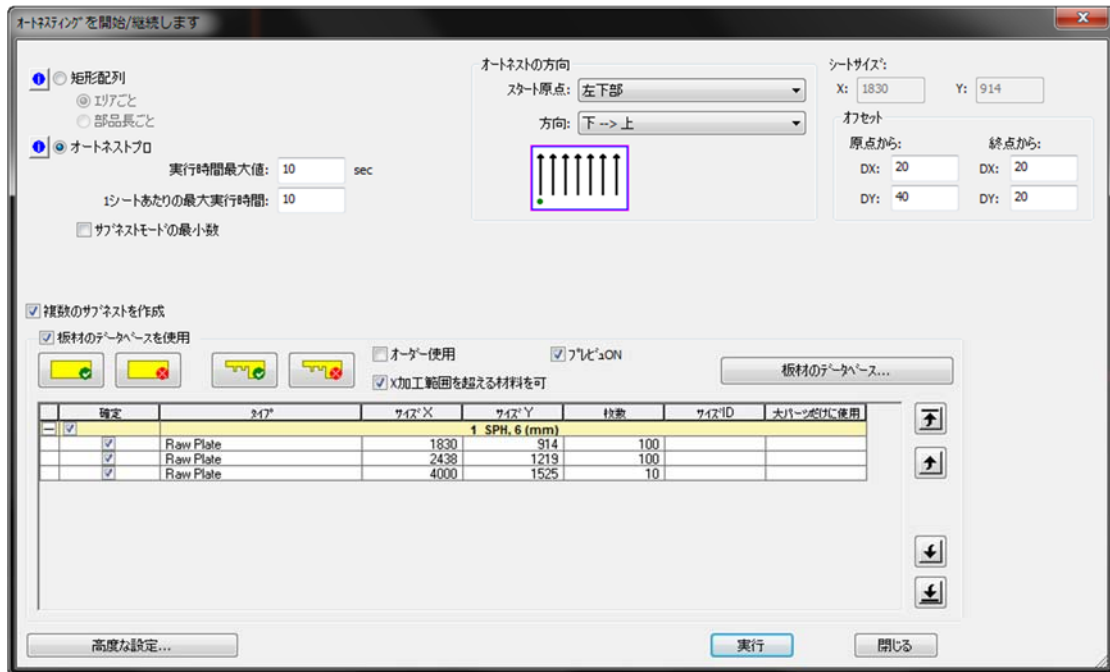 オートネスティングを開始/継続します
矩形配列
エリアごと
部品長ごと
オートネストプロ
実行時間最大値: 10 sec
1シートあたりの最大実行時間: 10
サブネストモードの最小数
オートネストの方向
スタート原点: 左下部
方向: 下 --> 上
シートサイズ:
X: 1830 Y: 914
オフセット
原点から: 終点から:
DX: 20 DX: 20
DY: 40 DY: 20
複数のサブネストを作成
板材のデータベースを使用
オーダー使用 プレビュON
X加工範囲を超える材料を可
板材のデータベース...
確定 タイプ サイズ X サイズ Y 枚数 サイズID 大パーツだけに使用
1 SPH, 6 (mm)
Raw Plate 1830 914 100
Raw Plate 2438 1219 100
Raw Plate 4000 1525 10
高度な設定... 実行 閉じる